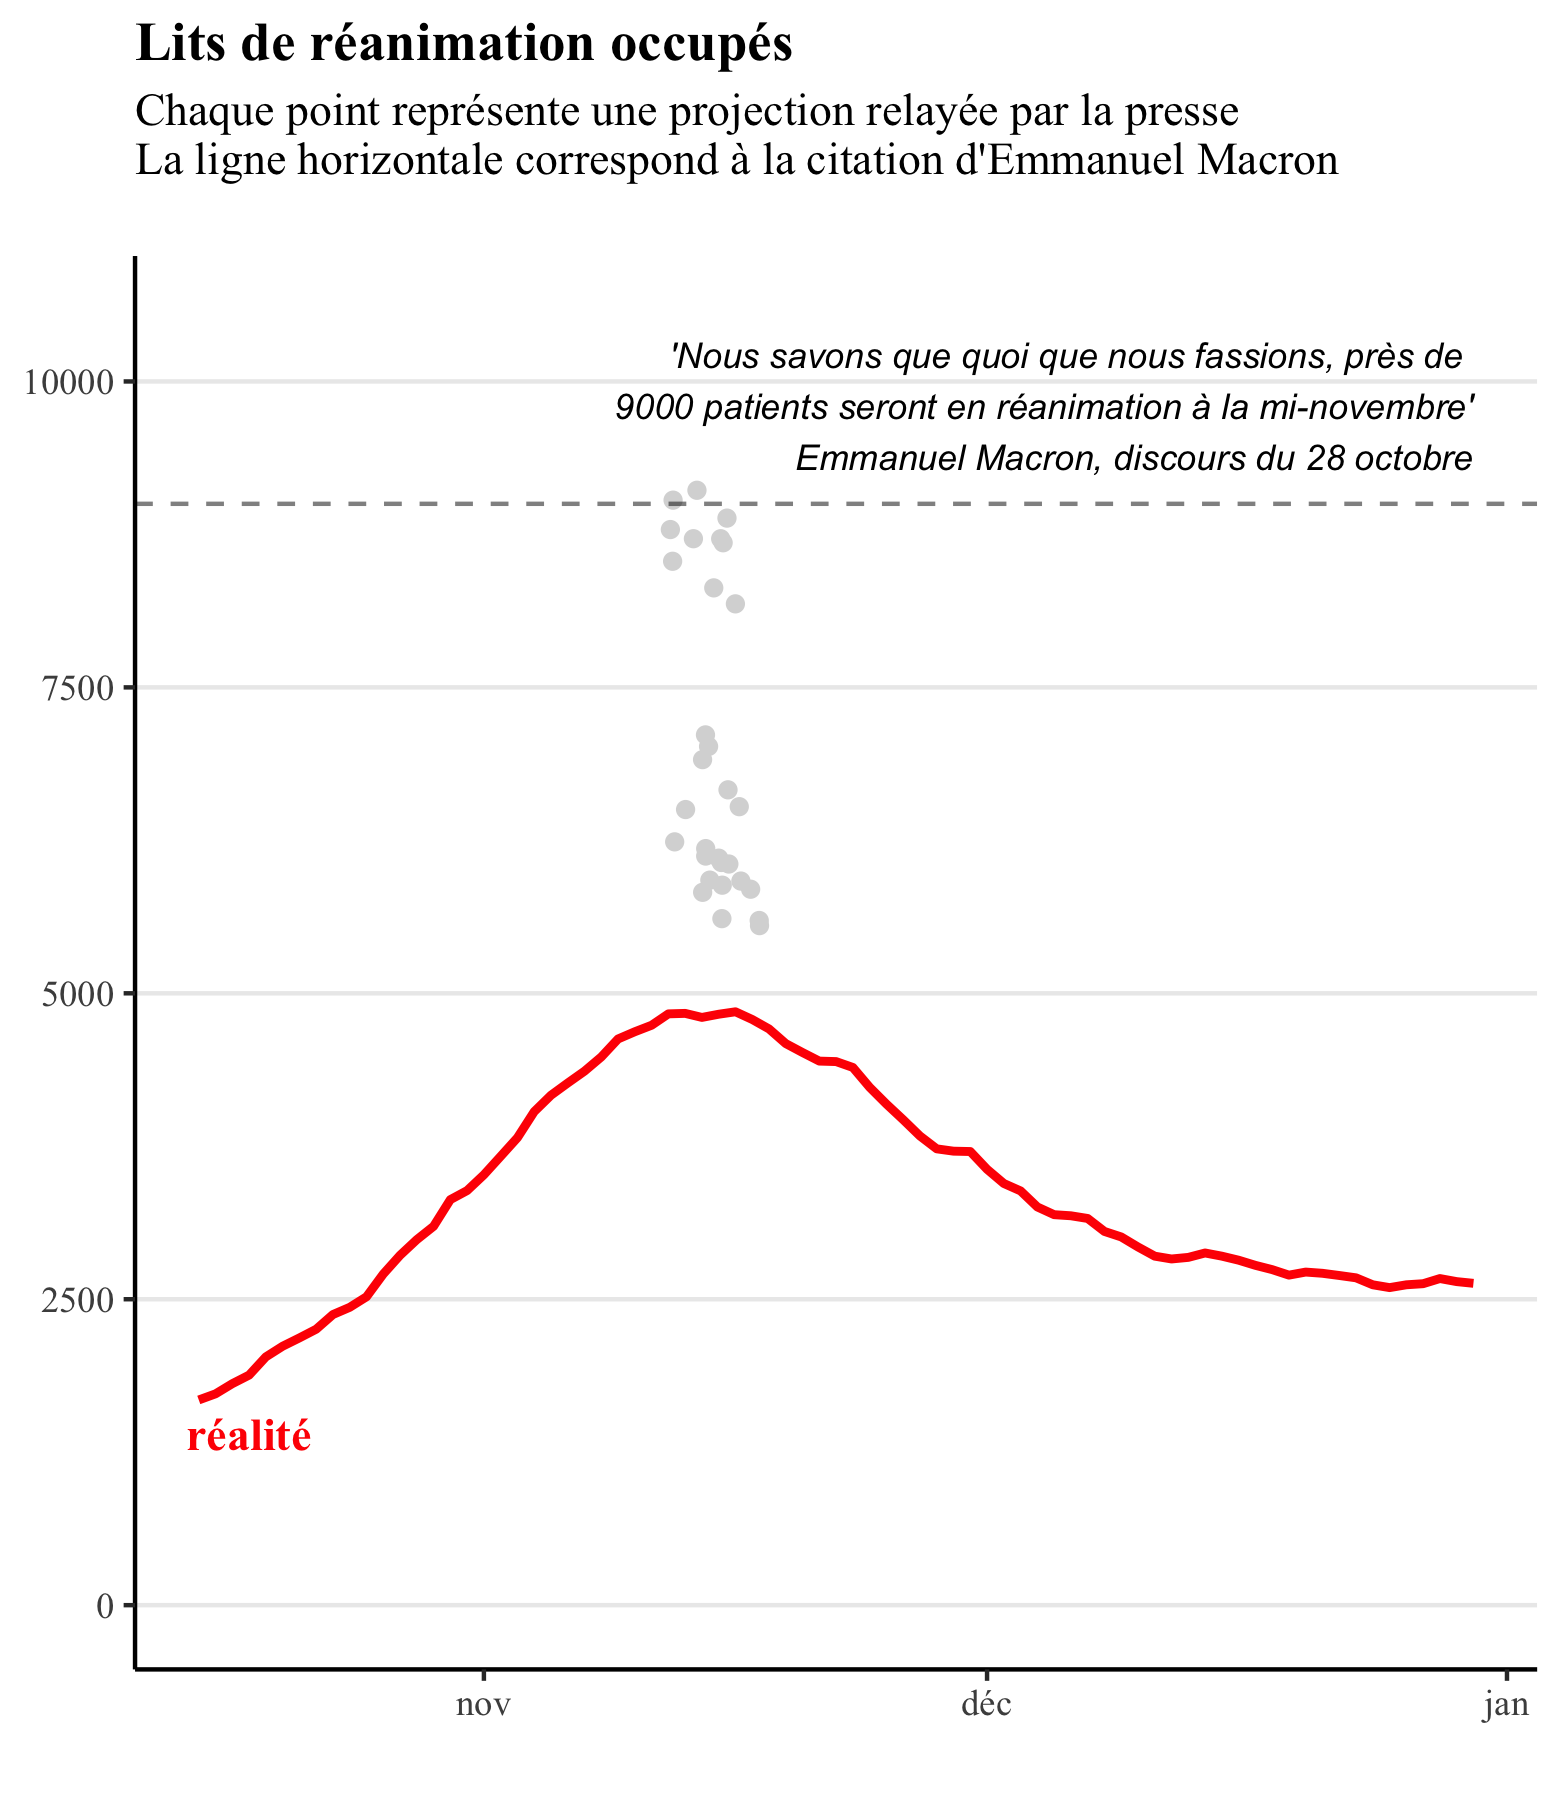 Lits de réanimation occupés
Chaque point représente une projection relayée par la presse
La ligne horizontale correspond à la citation d'Emmanuel Macron
'Nous savons que quoi que nous fassions, près de
9000 patients seront en réanimation à la mi-novembre'
Emmanuel Macron, discours du 28 octobre
10000
7500
5000
2500
0
réalité
nov
déc
jan